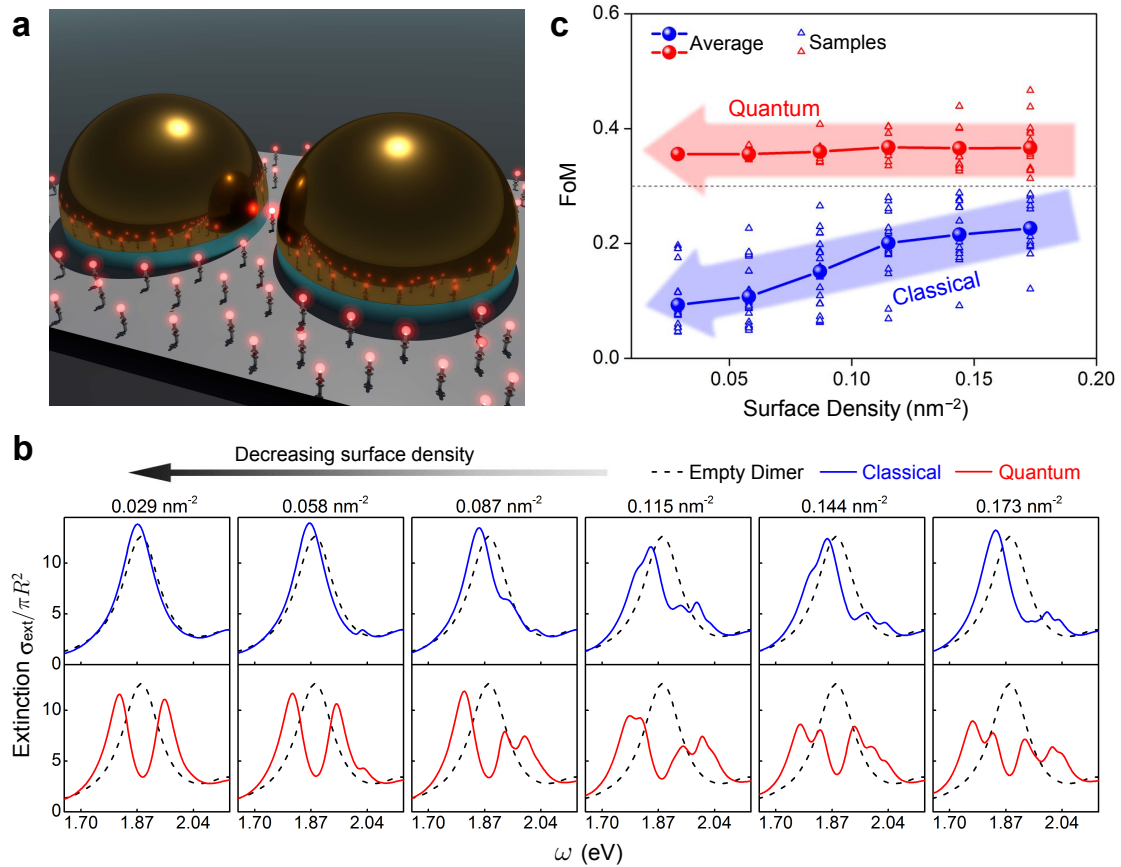 a
c
0.6
0.4
0.2
0.0
FoM
Average
Samples
Quantum
Classical
0.05 0.10 0.15 0.20
Surface Density (nm⁻²)
b
Decreasing surface density
Empty Dimer Classical Quantum
0.029 nm⁻² 0.058 nm⁻² 0.087 nm⁻² 0.115 nm⁻² 0.144 nm⁻² 0.173 nm⁻²
10
5
0
10
5
0
Extinction σext/πR²
1.70 1.87 2.04 1.70 1.87 2.04 1.70 1.87 2.04 1.70 1.87 2.04 1.70 1.87 2.04 1.70 1.87 2.04
ω (eV)